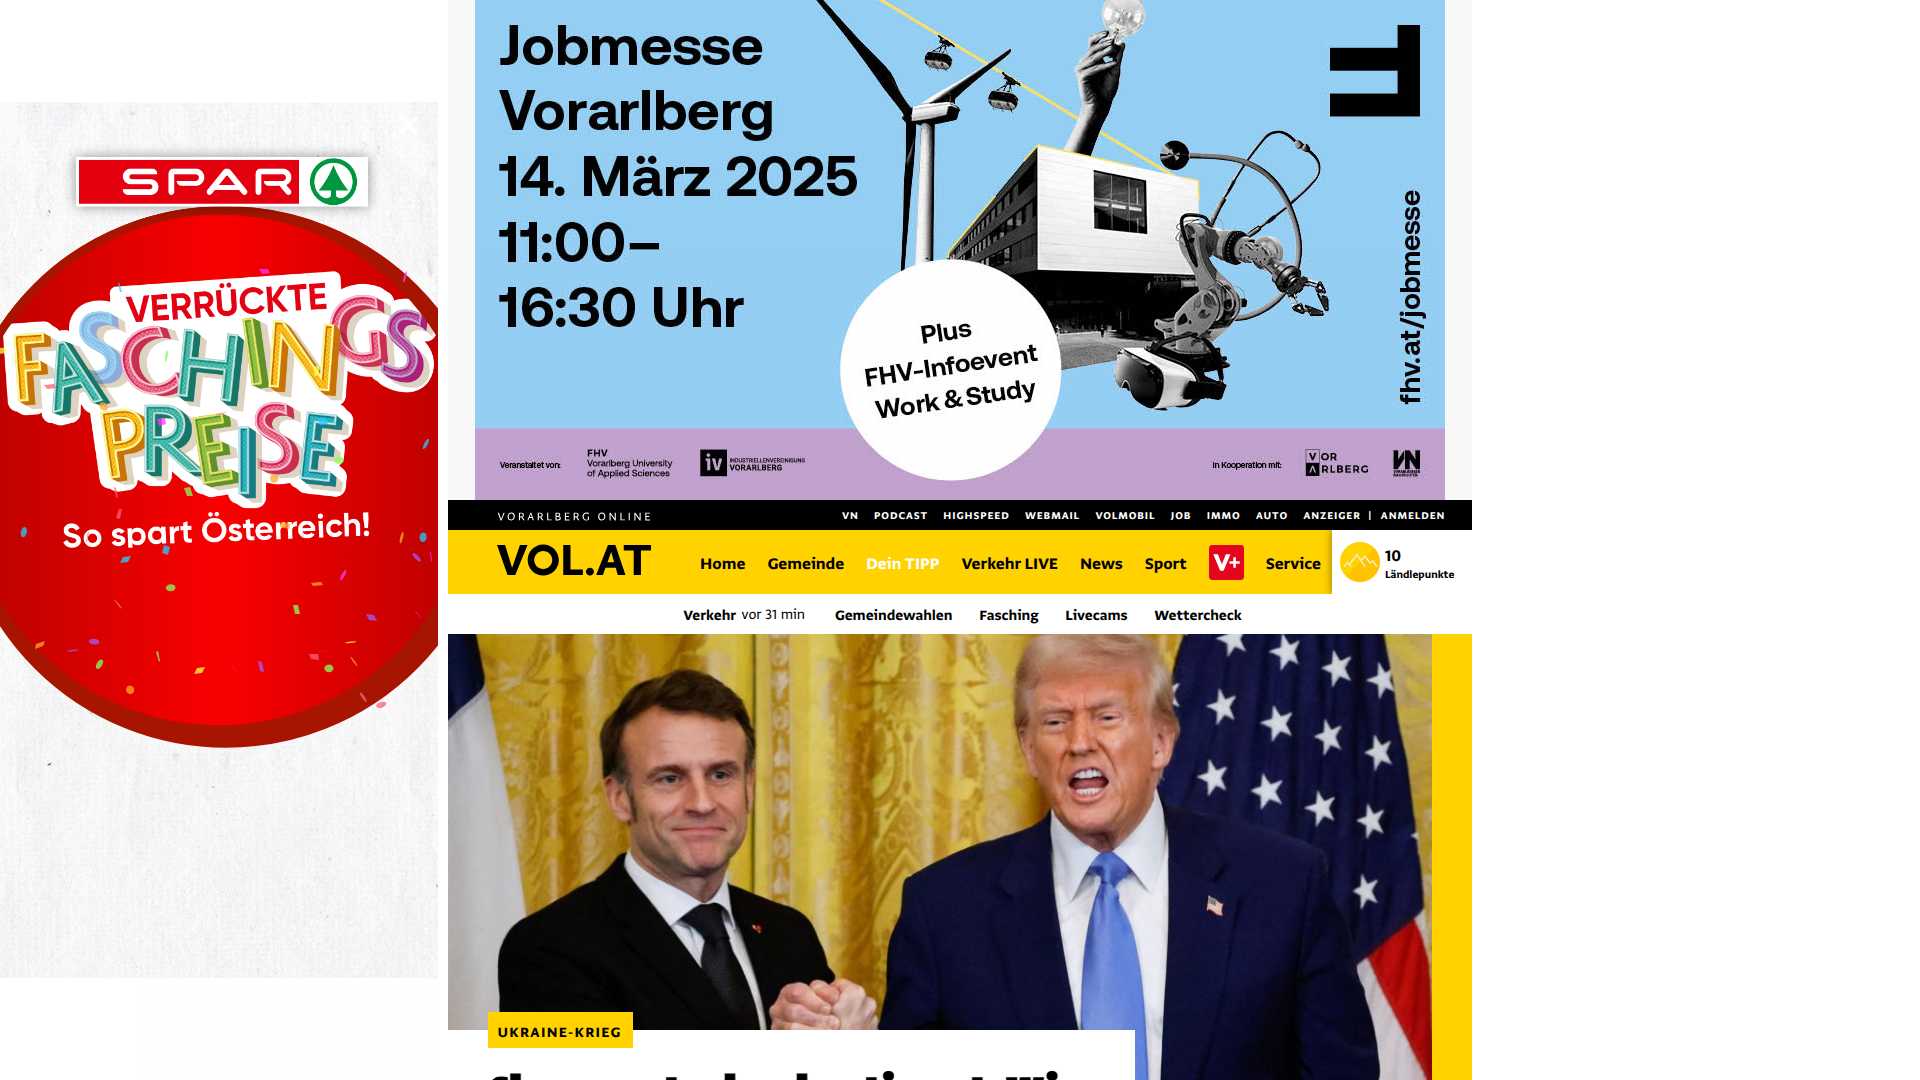 SPAR
VERRÜCKTE
FASCHINGS
PREISE
So spart Österreich!
Jobmesse
Vorarlberg
14. März 2025
11:00–
16:30 Uhr
Plus
FHV-Infoevent
Work & Study
fhv.at/jobmesse
Veranstaltet von:
FHV
Vorarlberg University
of Applied Sciences
iv INDUSTRIELLENVEREINIGUNG
VORARLBERG
In Kooperation mit:
VOR
ARLBERG
VN
VORARLBERG ONLINE
VN PODCAST HIGHSPEED WEBMAIL VOLMOBIL JOB IMMO AUTO ANZEIGER | ANMELDEN
VOL.AT
Home Gemeinde Dein TIPP Verkehr LIVE News Sport V+ Service
10
Ländlepunkte
Verkehr vor 31 min Gemeindewahlen Fasching Livecams Wettercheck
UKRAINE-KRIEG